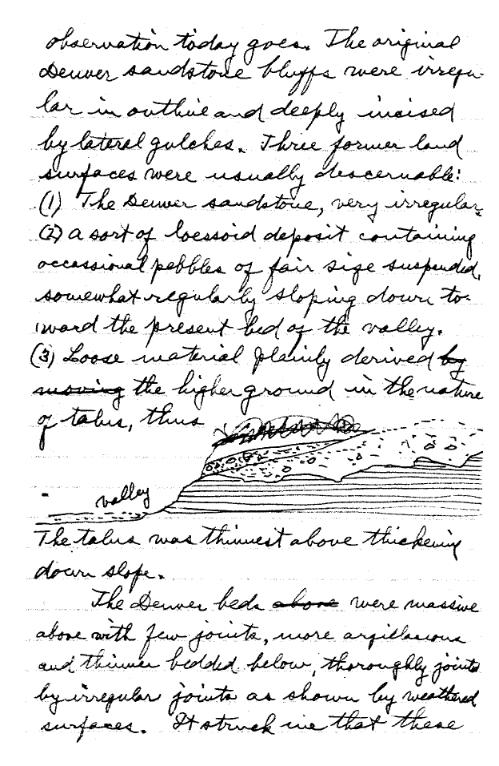 observation today goes. The original
Denver sandstone bluffs were irregu-
lar in outline and deeply incised
by lateral gulches. Three former land
surfaces were usually descernable:
(1) The Denver sandstone, very irregular.
(2) a sort of loessoid deposit containing
occassional pebbles of fair size suspended,
somewhat regularly sloping down to-
ward the present bed of the valley.
(3) Loose material plainly derived by
moving the higher ground in the nature
of talus, thus
valley
The talus was thinnest above thickening
down slope.
The Denver beds above were massive
above with few joints, more argillaceous
and thinner bedded below, thoroughly jointed
by irregular joints as shown by weathered
surfaces. It struck me that these